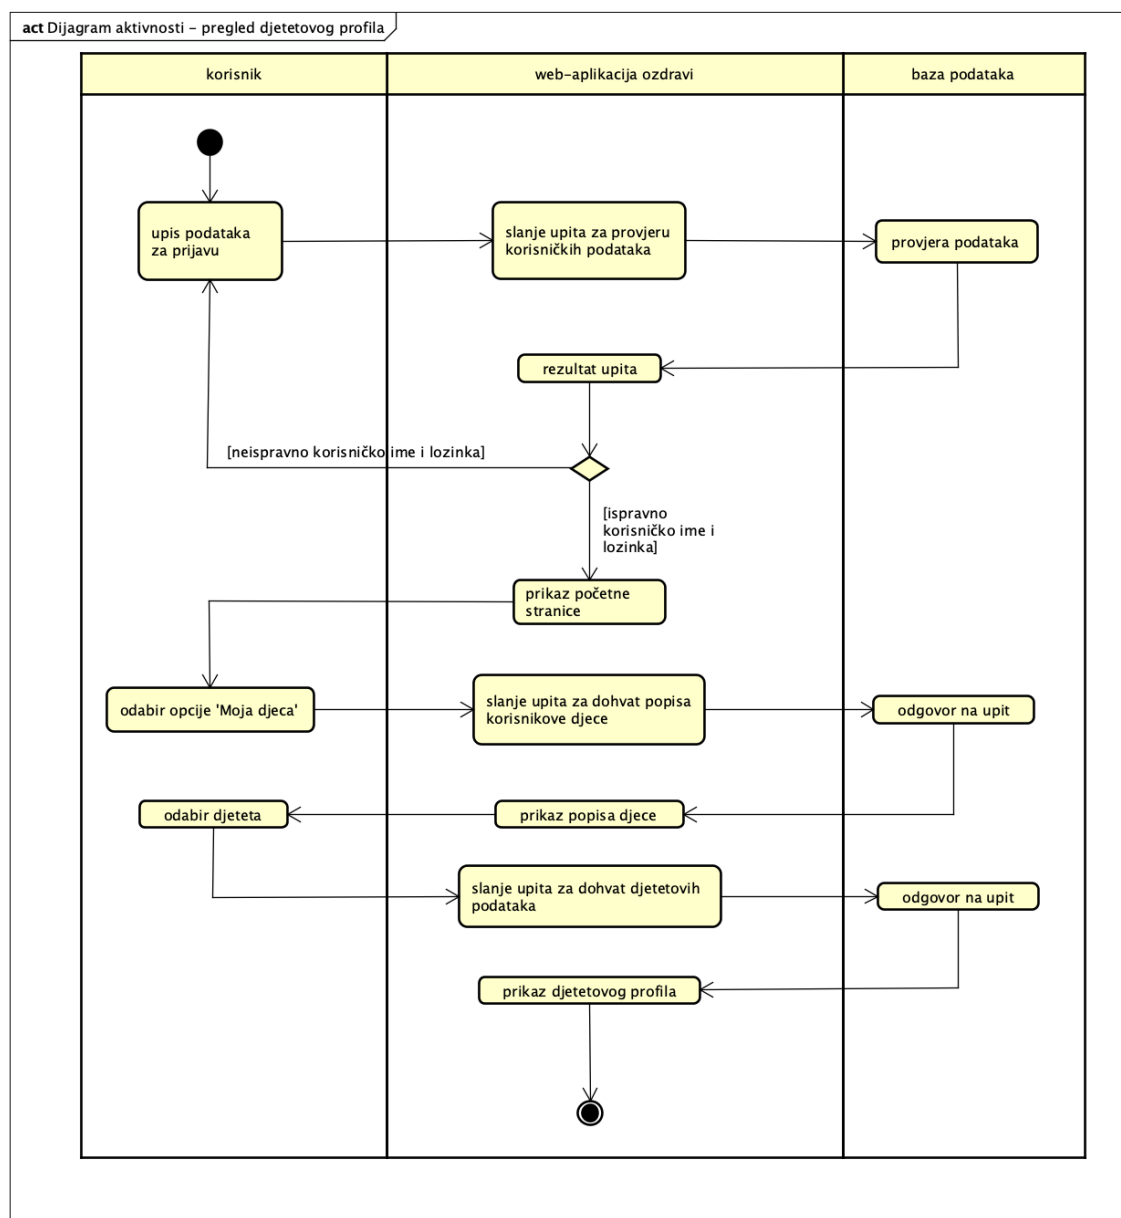 act Dijagram aktivnosti – pregled djetetovog profila
korisnik
web-aplikacija ozdravi
baza podataka
upis podataka
za prijavu
slanje upita za provjeru
korisničkih podataka
provjera podataka
rezultat upita
[neispravno korisničko ime i lozinka]
[ispravno
korisničko ime i
lozinka]
prikaz početne
stranice
odabir opcije 'Moja djeca'
slanje upita za dohvat popisa
korisnikove djece
odgovor na upit
odabir djeteta
prikaz popisa djece
slanje upita za dohvat djetetovih
podataka
odgovor na upit
prikaz djetetovog profila